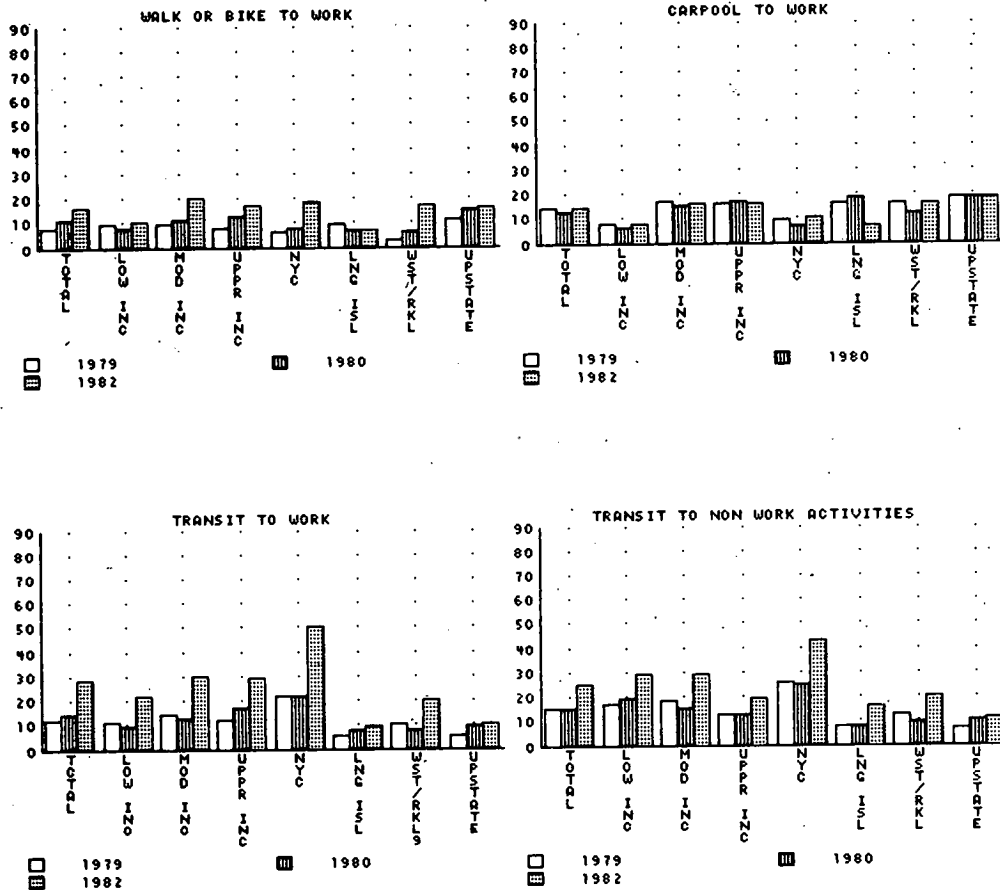 WALK OR BIKE TO WORK
90
80
70
60
50
40
30
20
10
0
TOTAL
LOW INC
MOD INC
UPPR INC
NYC
LNG ISL
WST/RKL
UPSTATE
1979
1980
1982
CARPOOL TO WORK
90
80
70
60
50
40
30
20
10
0
TOTAL
LOW INC
MOD INC
UPPR INC
NYC
LNG ISL
WST/RKL
UPSTATE
1979
1980
1982
TRANSIT TO WORK
90
80
70
60
50
40
30
20
10
0
TCTAL
LOW INO
MOD INO
UPPR INC
NYC
LNG ISL
WST/RKL9
UPSTATE
1979
1980
1982
TRANSIT TO NON WORK ACTIVITIES
90
80
70
60
50
40
30
20
10
0
TOTAL
LOW INC
MOD INC
UPPR INC
NYC
LNG ISL
WST/RKL
UPSTATE
1979
1980
1982